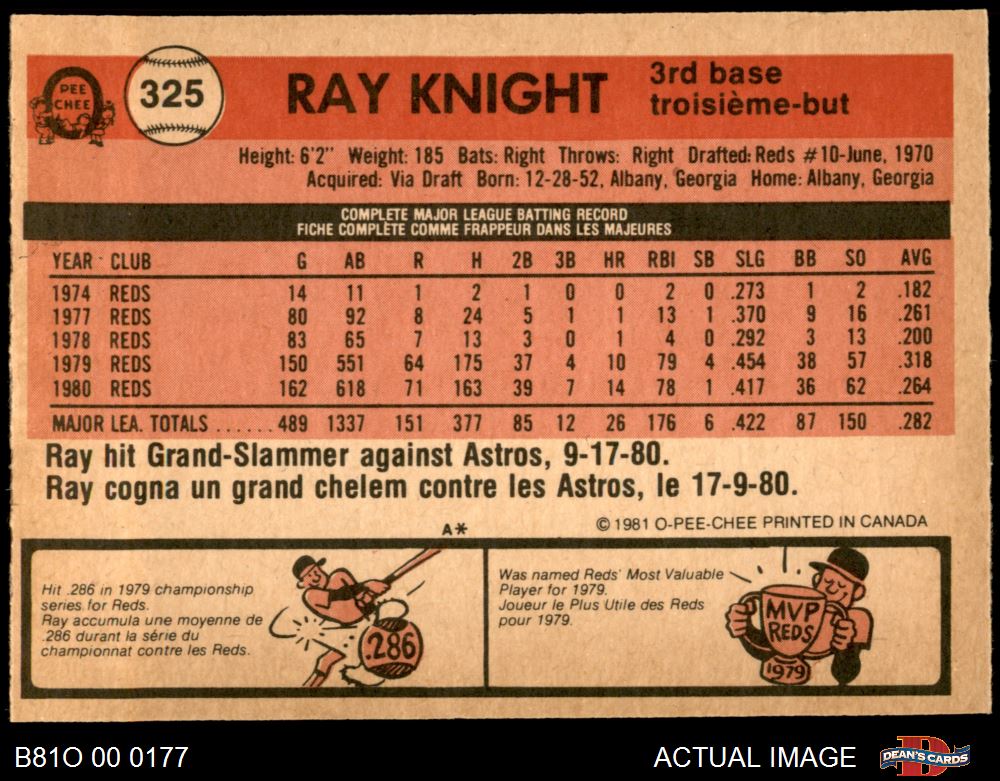 O
PEE
CHEE
325
RAY KNIGHT
3rd base
troisième-but
Height: 6'2" Weight: 185 Bats: Right Throws: Right Drafted: Reds #10-June, 1970
Acquired: Via Draft Born: 12-28-52, Albany, Georgia Home: Albany, Georgia
COMPLETE MAJOR LEAGUE BATTING RECORD
FICHE COMPLÈTE COMME FRAPPEUR DANS LES MAJEURES
YEAR CLUB G AB R H 2B 3B HR RBI SB SLG BB SO AVG
1974 REDS 14 11 1 2 1 0 0 2 0 .273 1 2 .182
1977 REDS 80 92 8 24 5 1 1 13 1 .370 9 16 .261
1978 REDS 83 65 7 13 3 0 1 4 0 .292 3 13 .200
1979 REDS 150 551 64 175 37 4 10 79 4 .454 38 57 .318
1980 REDS 162 618 71 163 39 7 14 78 1 .417 36 62 .264
MAJOR LEA. TOTALS ...... 489 1337 151 377 85 12 26 176 6 .422 87 150 .282
Ray hit Grand-Slammer against Astros, 9-17-80.
Ray cogna un grand chelem contre les Astros, le 17-9-80.
A*
© 1981 O-PEE-CHEE PRINTED IN CANADA
Hit .286 in 1979 championship
series for Reds.
Ray accumula une moyenne de
.286 durant la série du
championnat contre les Reds.
.286
Was named Reds' Most Valuable
Player for 1979.
Joueur le Plus Utile des Reds
pour 1979.
MVP
REDS
1979
B81O 00 0177
ACTUAL IMAGE
D
DEAN'S CARDS